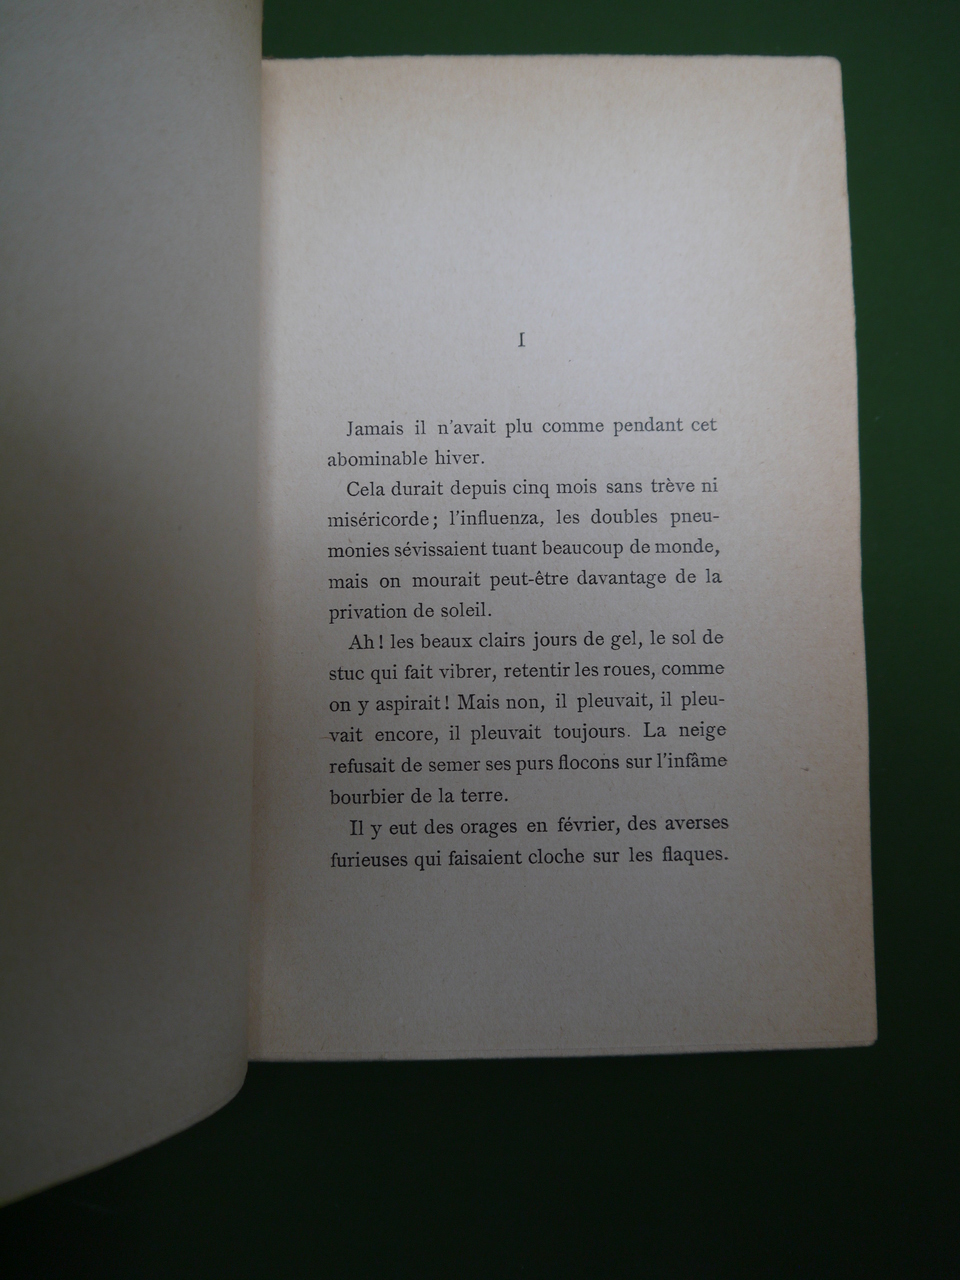 I
Jamais il n'avait plu comme pendant cet
abominable hiver.
Cela durait depuis cinq mois sans trève ni
miséricorde; l'influenza, les doubles pneu-
monies sévissaient tuant beaucoup de monde,
mais on mourait peut-être davantage de la
privation de soleil.
Ah! les beaux clairs jours de gel, le sol de
stuc qui fait vibrer, retentir les roues, comme
on y aspirait! Mais non, il pleuvait, il pleu-
vait encore, il pleuvait toujours. La neige
refusait de semer ses purs flocons sur l'infâme
bourbier de la terre.
Il y eut des orages en février, des averses
furieuses qui faisaient cloche sur les flaques.